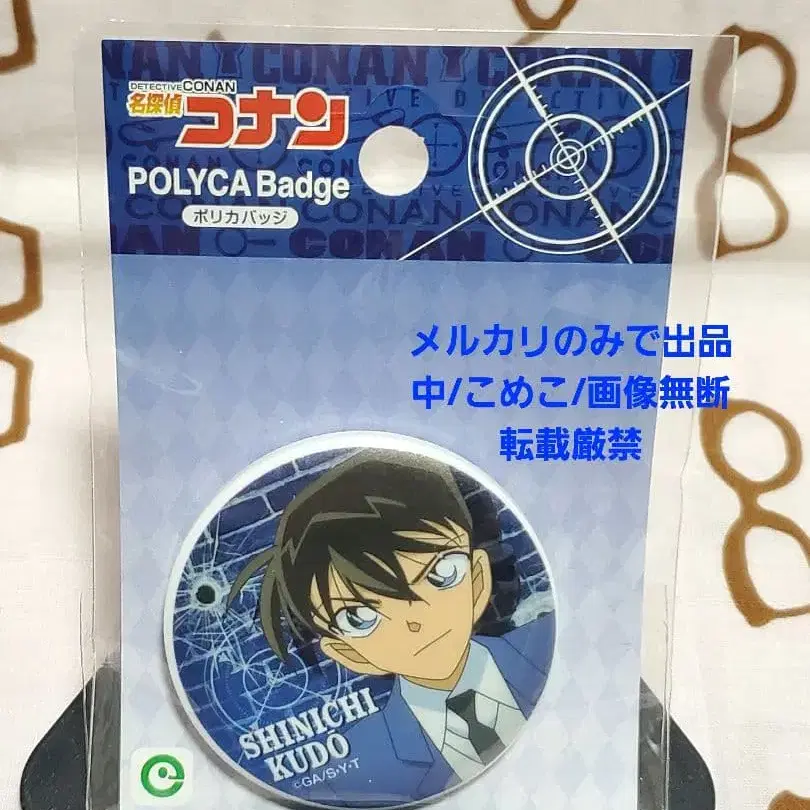 DETECTIVE CONAN
名探偵
コナン
POLYCA Badge
ポリカバッジ
メルカリのみで出品
中/こめこ/画像無断
転載厳禁
SHINICHI
KUDO
©GA/S·Y·T